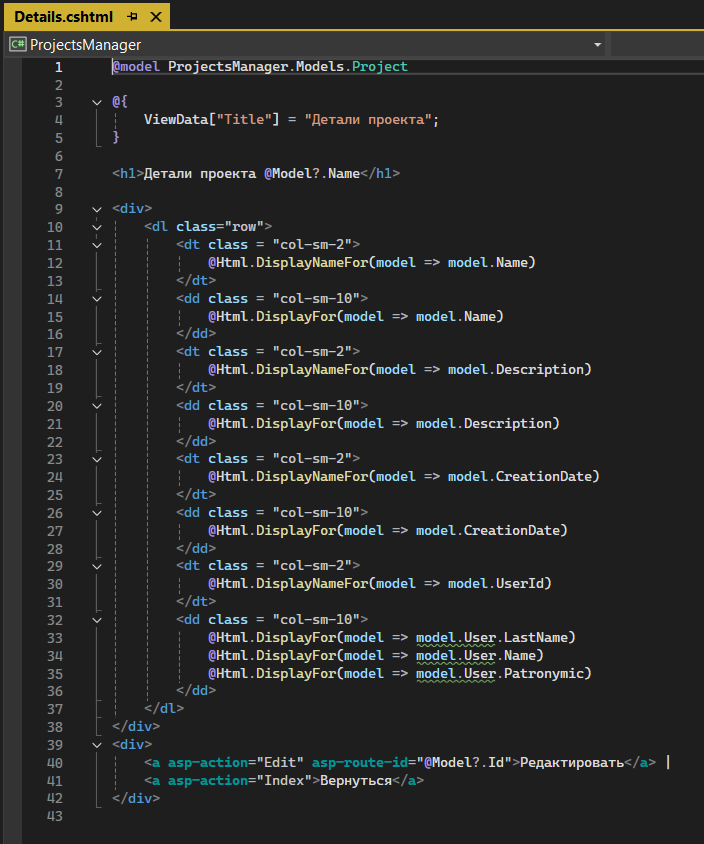 Details.cshtml
C# ProjectsManager
1 @model ProjectsManager.Models.Project
2
3 @{
4 ViewData["Title"] = "Детали проекта";
5 }
6
7 <h1>Детали проекта @Model?.Name</h1>
8
9 <div>
10 <dl class="row">
11 <dt class = "col-sm-2">
12 @Html.DisplayNameFor(model => model.Name)
13 </dt>
14 <dd class = "col-sm-10">
15 @Html.DisplayFor(model => model.Name)
16 </dd>
17 <dt class = "col-sm-2">
18 @Html.DisplayNameFor(model => model.Description)
19 </dt>
20 <dd class = "col-sm-10">
21 @Html.DisplayFor(model => model.Description)
22 </dd>
23 <dt class = "col-sm-2">
24 @Html.DisplayNameFor(model => model.CreationDate)
25 </dt>
26 <dd class = "col-sm-10">
27 @Html.DisplayFor(model => model.CreationDate)
28 </dd>
29 <dt class = "col-sm-2">
30 @Html.DisplayNameFor(model => model.UserId)
31 </dt>
32 <dd class = "col-sm-10">
33 @Html.DisplayFor(model => model.User.LastName)
34 @Html.DisplayFor(model => model.User.Name)
35 @Html.DisplayFor(model => model.User.Patronymic)
36 </dd>
37 </dl>
38 </div>
39 <div>
40 <a asp-action="Edit" asp-route-id="@Model?.Id">Редактировать</a> |
41 <a asp-action="Index">Вернуться</a>
42 </div>
43